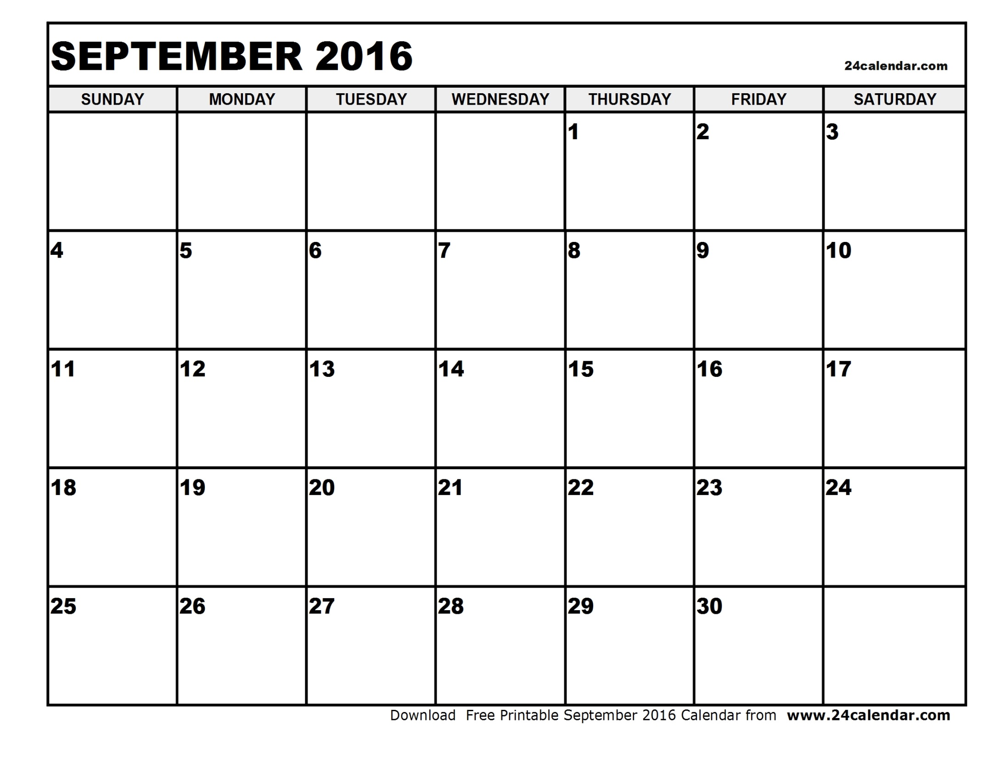 SEPTEMBER 2016
24calendar.com
SUNDAY MONDAY TUESDAY WEDNESDAY THURSDAY FRIDAY SATURDAY
1 2 3
4 5 6 7 8 9 10
11 12 13 14 15 16 17
18 19 20 21 22 23 24
25 26 27 28 29 30
Download Free Printable September 2016 Calendar from www.24calendar.com